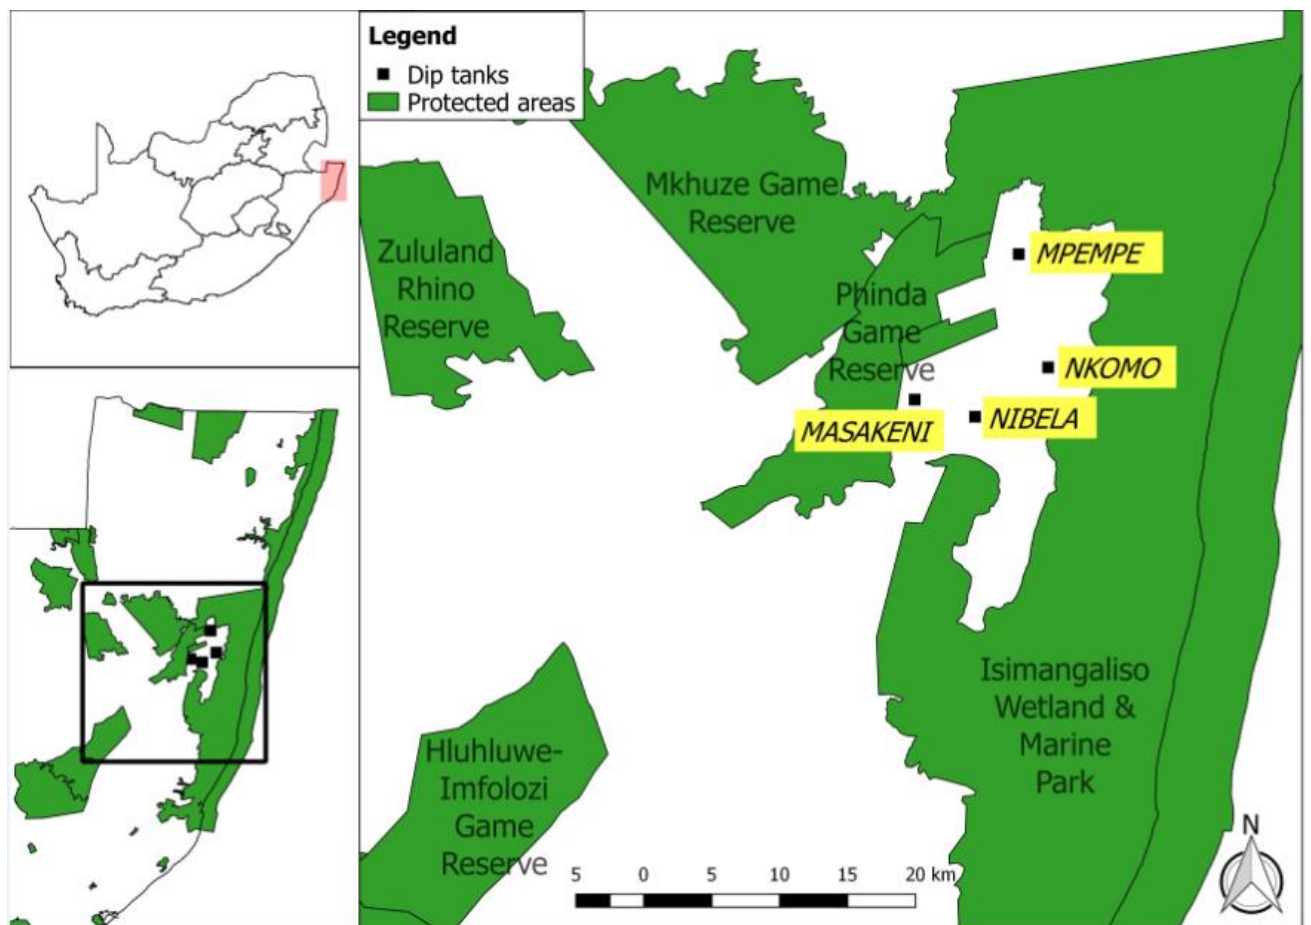 Legend
Dip tanks
Protected areas
Mkhuze Game
Reserve
Zululand
Rhino
Reserve
MPEMPE
Phinda
Game
Reserve
NKOMO
MASAKENI
NIBELA
Isimangaliso
Wetland &
Marine
Park
Hluhluwe-
Imfolozi
Game
Reserve
5 0 5 10 15 20 km
N